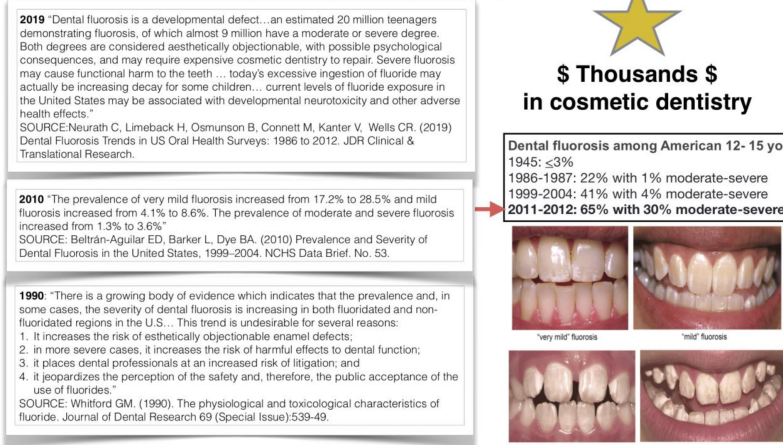 2019 “Dental fluorosis is a developmental defect…an estimated 20 million teenagers
demonstrating fluorosis, of which almost 9 million have a moderate or severe degree.
Both degrees are considered aesthetically objectionable, with possible psychological
consequences, and may require expensive cosmetic dentistry to repair. Severe fluorosis
may cause functional harm to the teeth … today’s excessive ingestion of fluoride may
actually be increasing decay for some children… current levels of fluoride exposure in
the United States may be associated with developmental neurotoxicity and other adverse
health effects.”
SOURCE:Neurath C, Limeback H, Osmunson B, Connett M, Kanter V, Wells CR. (2019)
Dental Fluorosis Trends in US Oral Health Surveys: 1986 to 2012. JDR Clinical &
Translational Research.
2010 “The prevalence of very mild fluorosis increased from 17.2% to 28.5% and mild
fluorosis increased from 4.1% to 8.6%. The prevalence of moderate and severe fluorosis
increased from 1.3% to 3.6%”
SOURCE: Beltrán-Aguilar ED, Barker L, Dye BA. (2010) Prevalence and Severity of
Dental Fluorosis in the United States, 1999–2004. NCHS Data Brief. No. 53.
1990: “There is a growing body of evidence which indicates that the prevalence and, in
some cases, the severity of dental fluorosis is increasing in both fluoridated and non-
fluoridated regions in the U.S… This trend is undesirable for several reasons:
1. It increases the risk of esthetically objectionable enamel defects;
2. in more severe cases, it increases the risk of harmful effects to dental function;
3. it places dental professionals at an increased risk of litigation; and
4. it jeopardizes the perception of the safety and, therefore, the public acceptance of the
use of fluorides.”
SOURCE: Whitford GM. (1990). The physiological and toxicological characteristics of
fluoride. Journal of Dental Research 69 (Special Issue):539-49.
$ Thousands $
in cosmetic dentistry
Dental fluorosis among American 12- 15 yo
1945: ≤3%
1986-1987: 22% with 1% moderate-severe
1999-2004: 41% with 4% moderate-severe
2011-2012: 65% with 30% moderate-severe
"very mild" fluorosis
"mild" fluorosis